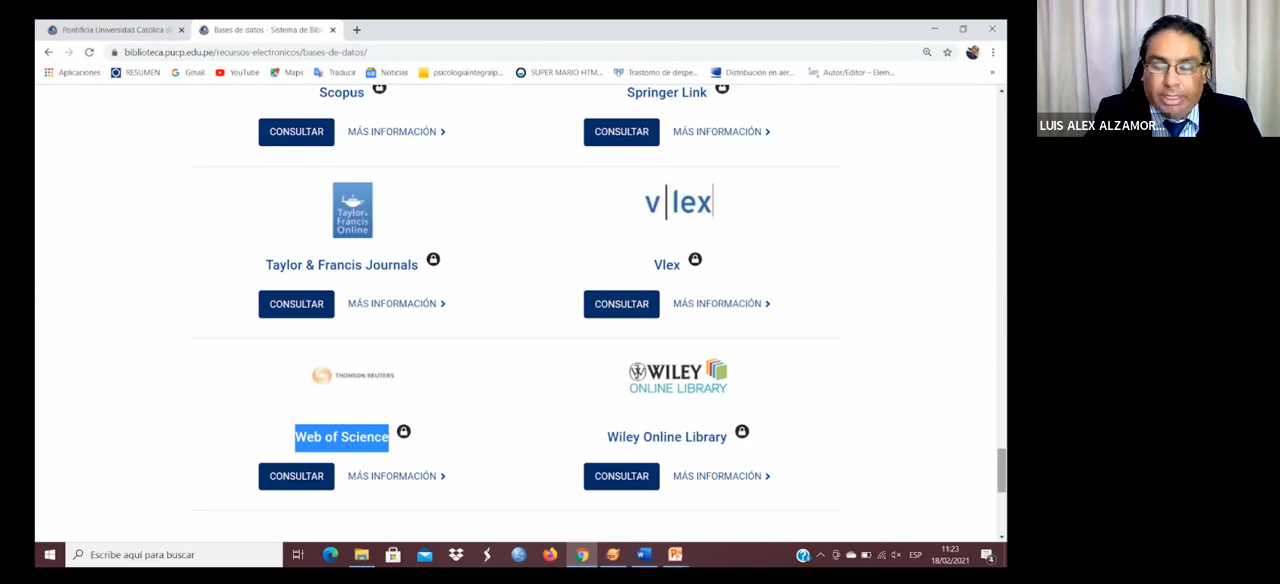 Pontificia Universidad Católica d
Bases de datos - Sistema de Bib
biblioteca.pucp.edu.pe/recursos-electronicos/bases-de-datos/
Aplicaciones RESUMEN Gmail YouTube Maps Traducir Noticias psicologiaintegralp... SUPER MARIO HTM... Trastorno de despe... Distribución en aer... Autor/Editor – Elem...
Scopus Springer Link
CONSULTAR MÁS INFORMACIÓN CONSULTAR MÁS INFORMACIÓN
Taylor & Francis Online
v|lex
Taylor & Francis Journals Vlex
CONSULTAR MÁS INFORMACIÓN CONSULTAR MÁS INFORMACIÓN
THOMSON REUTERS
WILEY
ONLINE LIBRARY
Web of Science Wiley Online Library
CONSULTAR MÁS INFORMACIÓN CONSULTAR MÁS INFORMACIÓN
Escribe aquí para buscar
ESP
11:23
18/02/2021
LUIS ALEX ALZAMOR...